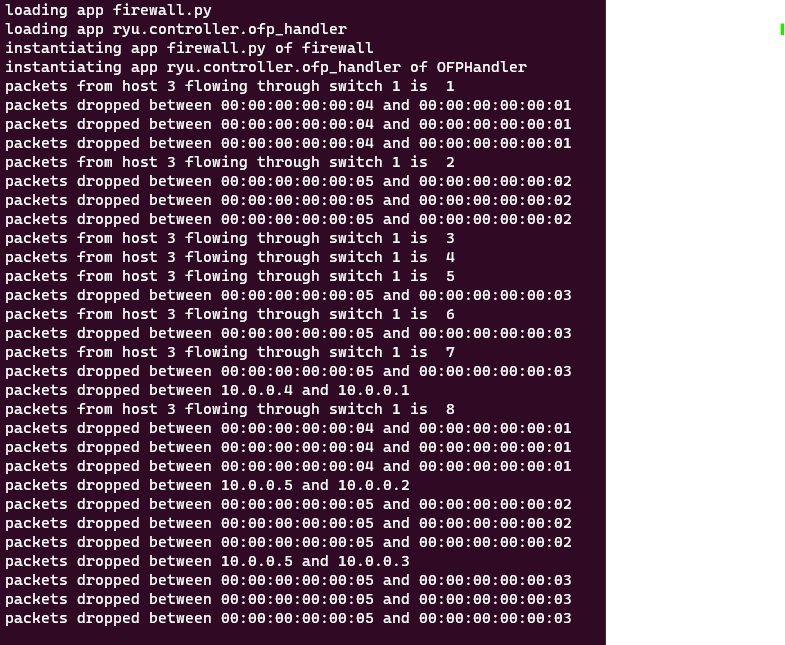 loading app firewall.py
loading app ryu.controller.ofp_handler
instantiating app firewall.py of firewall
instantiating app ryu.controller.ofp_handler of OFPHandler
packets from host 3 flowing through switch 1 is  1
packets dropped between 00:00:00:00:00:04 and 00:00:00:00:00:01
packets dropped between 00:00:00:00:00:04 and 00:00:00:00:00:01
packets dropped between 00:00:00:00:00:04 and 00:00:00:00:00:01
packets from host 3 flowing through switch 1 is  2
packets dropped between 00:00:00:00:00:05 and 00:00:00:00:00:02
packets dropped between 00:00:00:00:00:05 and 00:00:00:00:00:02
packets dropped between 00:00:00:00:00:05 and 00:00:00:00:00:02
packets from host 3 flowing through switch 1 is  3
packets from host 3 flowing through switch 1 is  4
packets from host 3 flowing through switch 1 is  5
packets dropped between 00:00:00:00:00:05 and 00:00:00:00:00:03
packets from host 3 flowing through switch 1 is  6
packets dropped between 00:00:00:00:00:05 and 00:00:00:00:00:03
packets from host 3 flowing through switch 1 is  7
packets dropped between 00:00:00:00:00:05 and 00:00:00:00:00:03
packets dropped between 10.0.0.4 and 10.0.0.1
packets from host 3 flowing through switch 1 is  8
packets dropped between 00:00:00:00:00:04 and 00:00:00:00:00:01
packets dropped between 00:00:00:00:00:04 and 00:00:00:00:00:01
packets dropped between 00:00:00:00:00:04 and 00:00:00:00:00:01
packets dropped between 10.0.0.5 and 10.0.0.2
packets dropped between 00:00:00:00:00:05 and 00:00:00:00:00:02
packets dropped between 00:00:00:00:00:05 and 00:00:00:00:00:02
packets dropped between 00:00:00:00:00:05 and 00:00:00:00:00:02
packets dropped between 10.0.0.5 and 10.0.0.3
packets dropped between 00:00:00:00:00:05 and 00:00:00:00:00:03
packets dropped between 00:00:00:00:00:05 and 00:00:00:00:00:03
packets dropped between 00:00:00:00:00:05 and 00:00:00:00:00:03